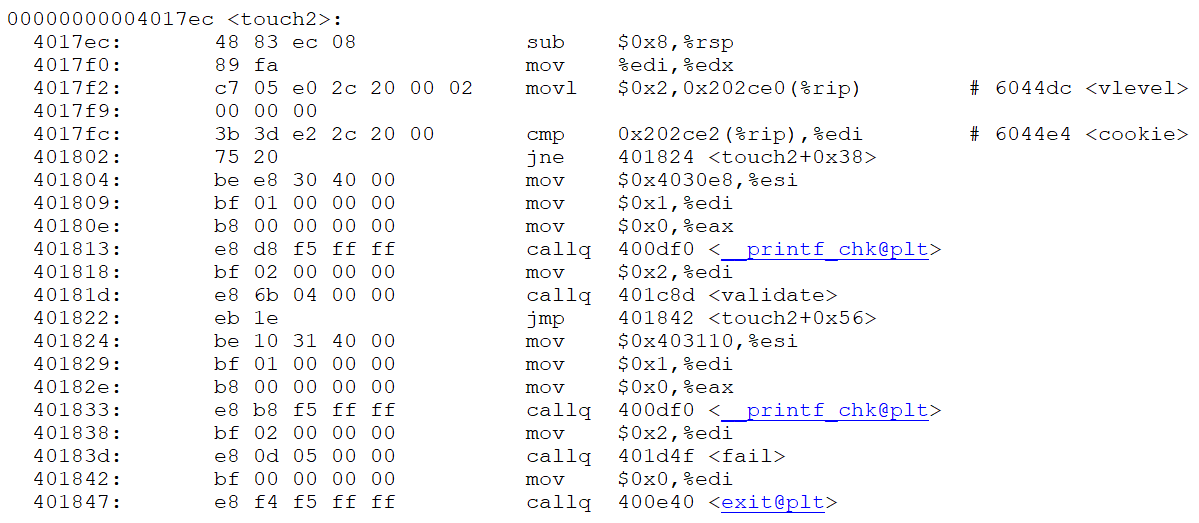 00000000004017ec <touch2>:
  4017ec:	48 83 ec 08	sub	$0x8,%rsp
  4017f0:	89 fa	mov	%edi,%edx
  4017f2:	c7 05 e0 2c 20 00 02	movl	$0x2,0x202ce0(%rip)	# 6044dc <vlevel>
  4017f9:	00 00 00
  4017fc:	3b 3d e2 2c 20 00	cmp	0x202ce2(%rip),%edi	# 6044e4 <cookie>
  401802:	75 20	jne	401824 <touch2+0x38>
  401804:	be e8 30 40 00	mov	$0x4030e8,%esi
  401809:	bf 01 00 00 00	mov	$0x1,%edi
  40180e:	b8 00 00 00 00	mov	$0x0,%eax
  401813:	e8 d8 f5 ff ff	callq	400df0 <__printf_chk@plt>
  401818:	bf 02 00 00 00	mov	$0x2,%edi
  40181d:	e8 6b 04 00 00	callq	401c8d <validate>
  401822:	eb 1e	jmp	401842 <touch2+0x56>
  401824:	be 10 31 40 00	mov	$0x403110,%esi
  401829:	bf 01 00 00 00	mov	$0x1,%edi
  40182e:	b8 00 00 00 00	mov	$0x0,%eax
  401833:	e8 b8 f5 ff ff	callq	400df0 <__printf_chk@plt>
  401838:	bf 02 00 00 00	mov	$0x2,%edi
  40183d:	e8 0d 05 00 00	callq	401d4f <fail>
  401842:	bf 00 00 00 00	mov	$0x0,%edi
  401847:	e8 f4 f5 ff ff	callq	400e40 <exit@plt>